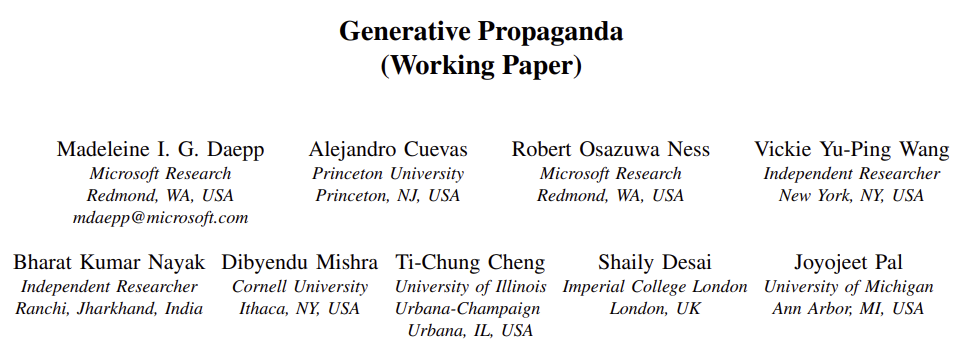 Generative Propaganda
(Working Paper)
Madeleine I. G. Daepp
Microsoft Research
Redmond, WA, USA
mdaepp@microsoft.com
Alejandro Cuevas
Princeton University
Princeton, NJ, USA
Robert Osazuwa Ness
Microsoft Research
Redmond, WA, USA
Vickie Yu-Ping Wang
Independent Researcher
New York, NY, USA
Bharat Kumar Nayak
Independent Researcher
Ranchi, Jharkhand, India
Dibyendu Mishra
Cornell University
Ithaca, NY, USA
Ti-Chung Cheng
University of Illinois
Urbana-Champaign
Urbana, IL, USA
Shaily Desai
Imperial College London
London, UK
Joyojeet Pal
University of Michigan
Ann Arbor, MI, USA